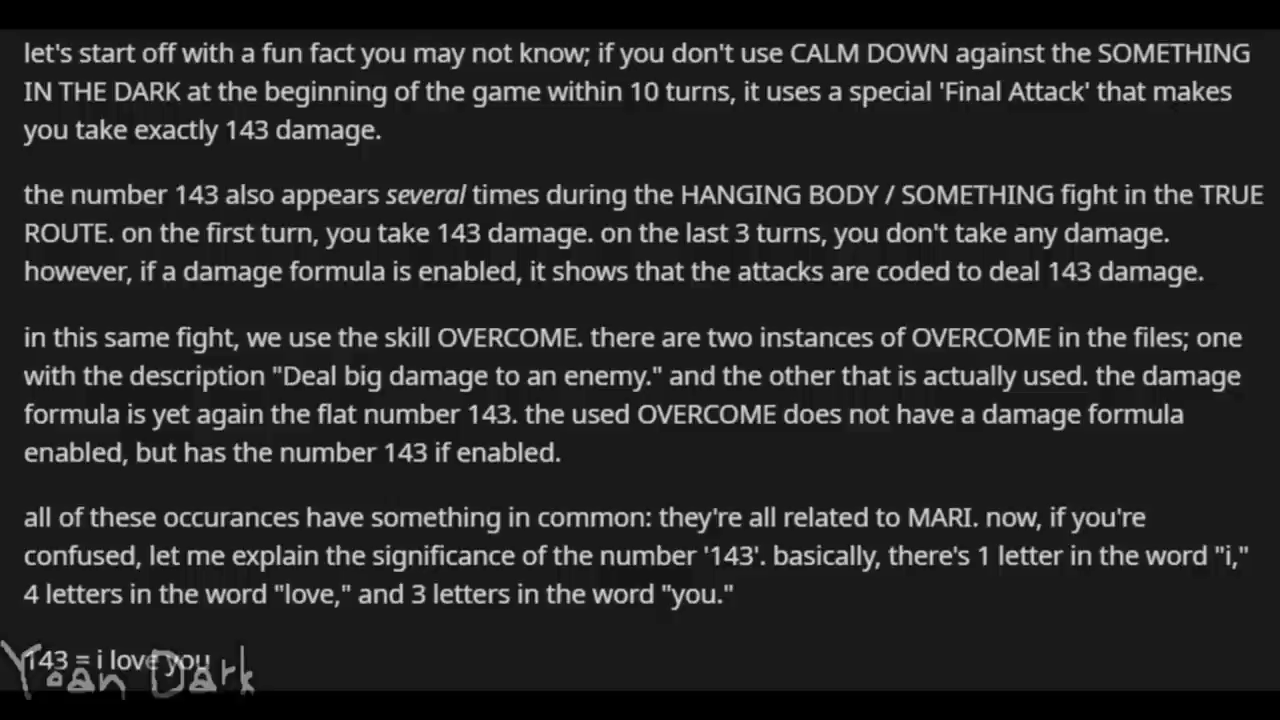 let's start off with a fun fact you may not know; if you don't use CALM DOWN against the SOMETHING
IN THE DARK at the beginning of the game within 10 turns, it uses a special 'Final Attack' that makes
you take exactly 143 damage.
the number 143 also appears several times during the HANGING BODY / SOMETHING fight in the TRUE
ROUTE. on the first turn, you take 143 damage. on the last 3 turns, you don't take any damage.
however, if a damage formula is enabled, it shows that the attacks are coded to deal 143 damage.
in this same fight, we use the skill OVERCOME. there are two instances of OVERCOME in the files; one
with the description "Deal big damage to an enemy." and the other that is actually used. the damage
formula is yet again the flat number 143. the used OVERCOME does not have a damage formula
enabled, but has the number 143 if enabled.
all of these occurances have something in common: they're all related to MARI. now, if you're
confused, let me explain the significance of the number '143'. basically, there's 1 letter in the word "i,"
4 letters in the word "love," and 3 letters in the word "you."
143 = i love you
Yoan Dark